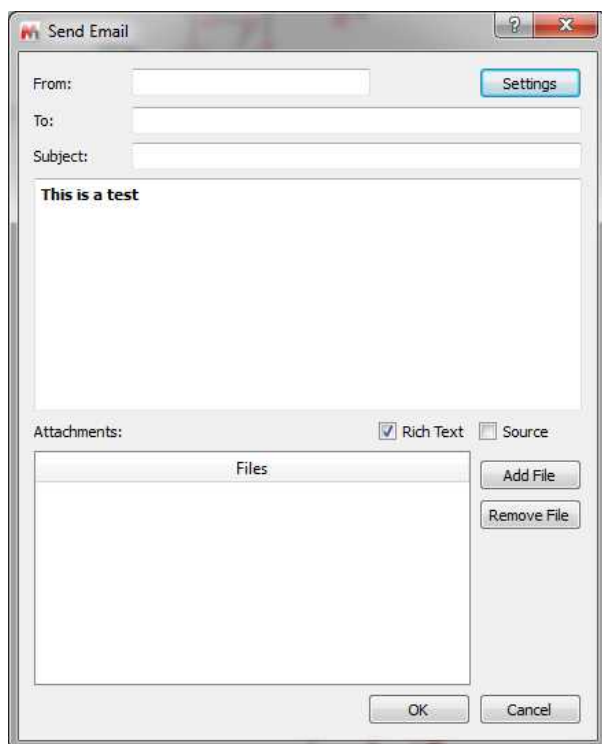 Send Email
From:
Settings
To:
Subject:
This is a test
Attachments:
Rich Text
Source
Files
Add File
Remove File
OK
Cancel